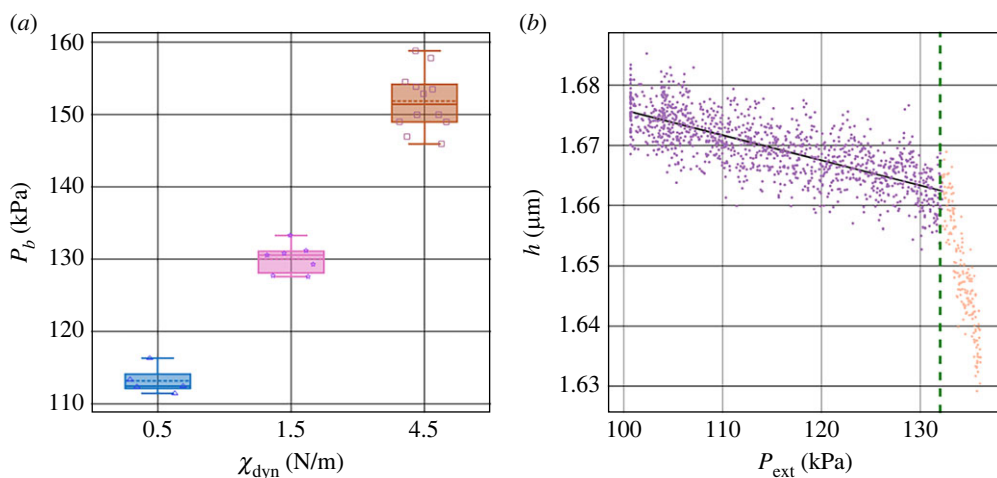 (a)
160
150
140
130
120
110
P_b (kPa)
0.5 1.5 4.5
χ_dyn (N/m)
(b)
1.68
1.67
1.66
1.65
1.64
1.63
h (μm)
100 110 120 130
P_ext (kPa)